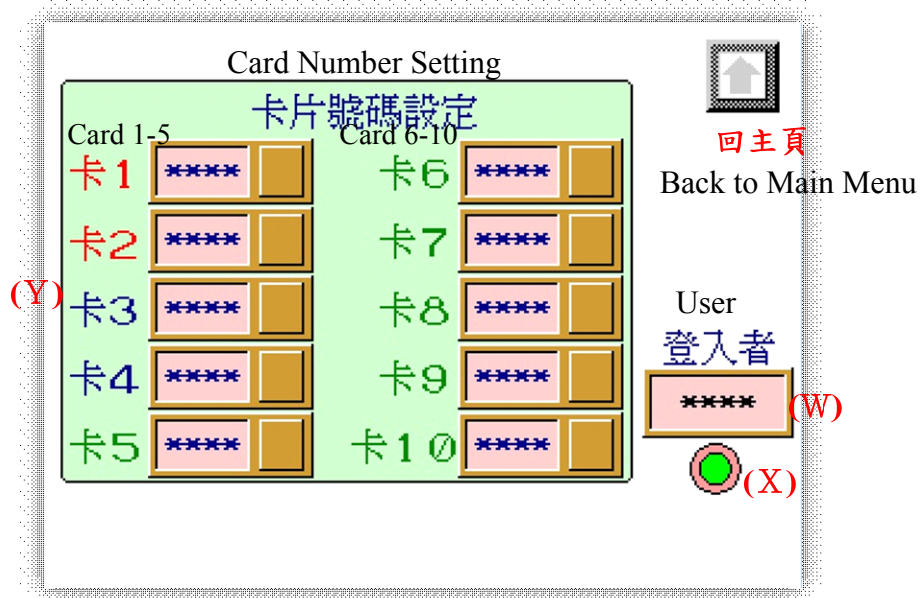 Card Number Setting
卡片號碼設定
Card 1-5 Card 6-10
卡1 **** 卡6 ****
卡2 **** 卡7 ****
卡3 **** 卡8 ****
卡4 **** 卡9 ****
卡5 **** 卡10 ****
(Y)
回主頁
Back to Main Menu
User
登入者
**** (W)
(X)